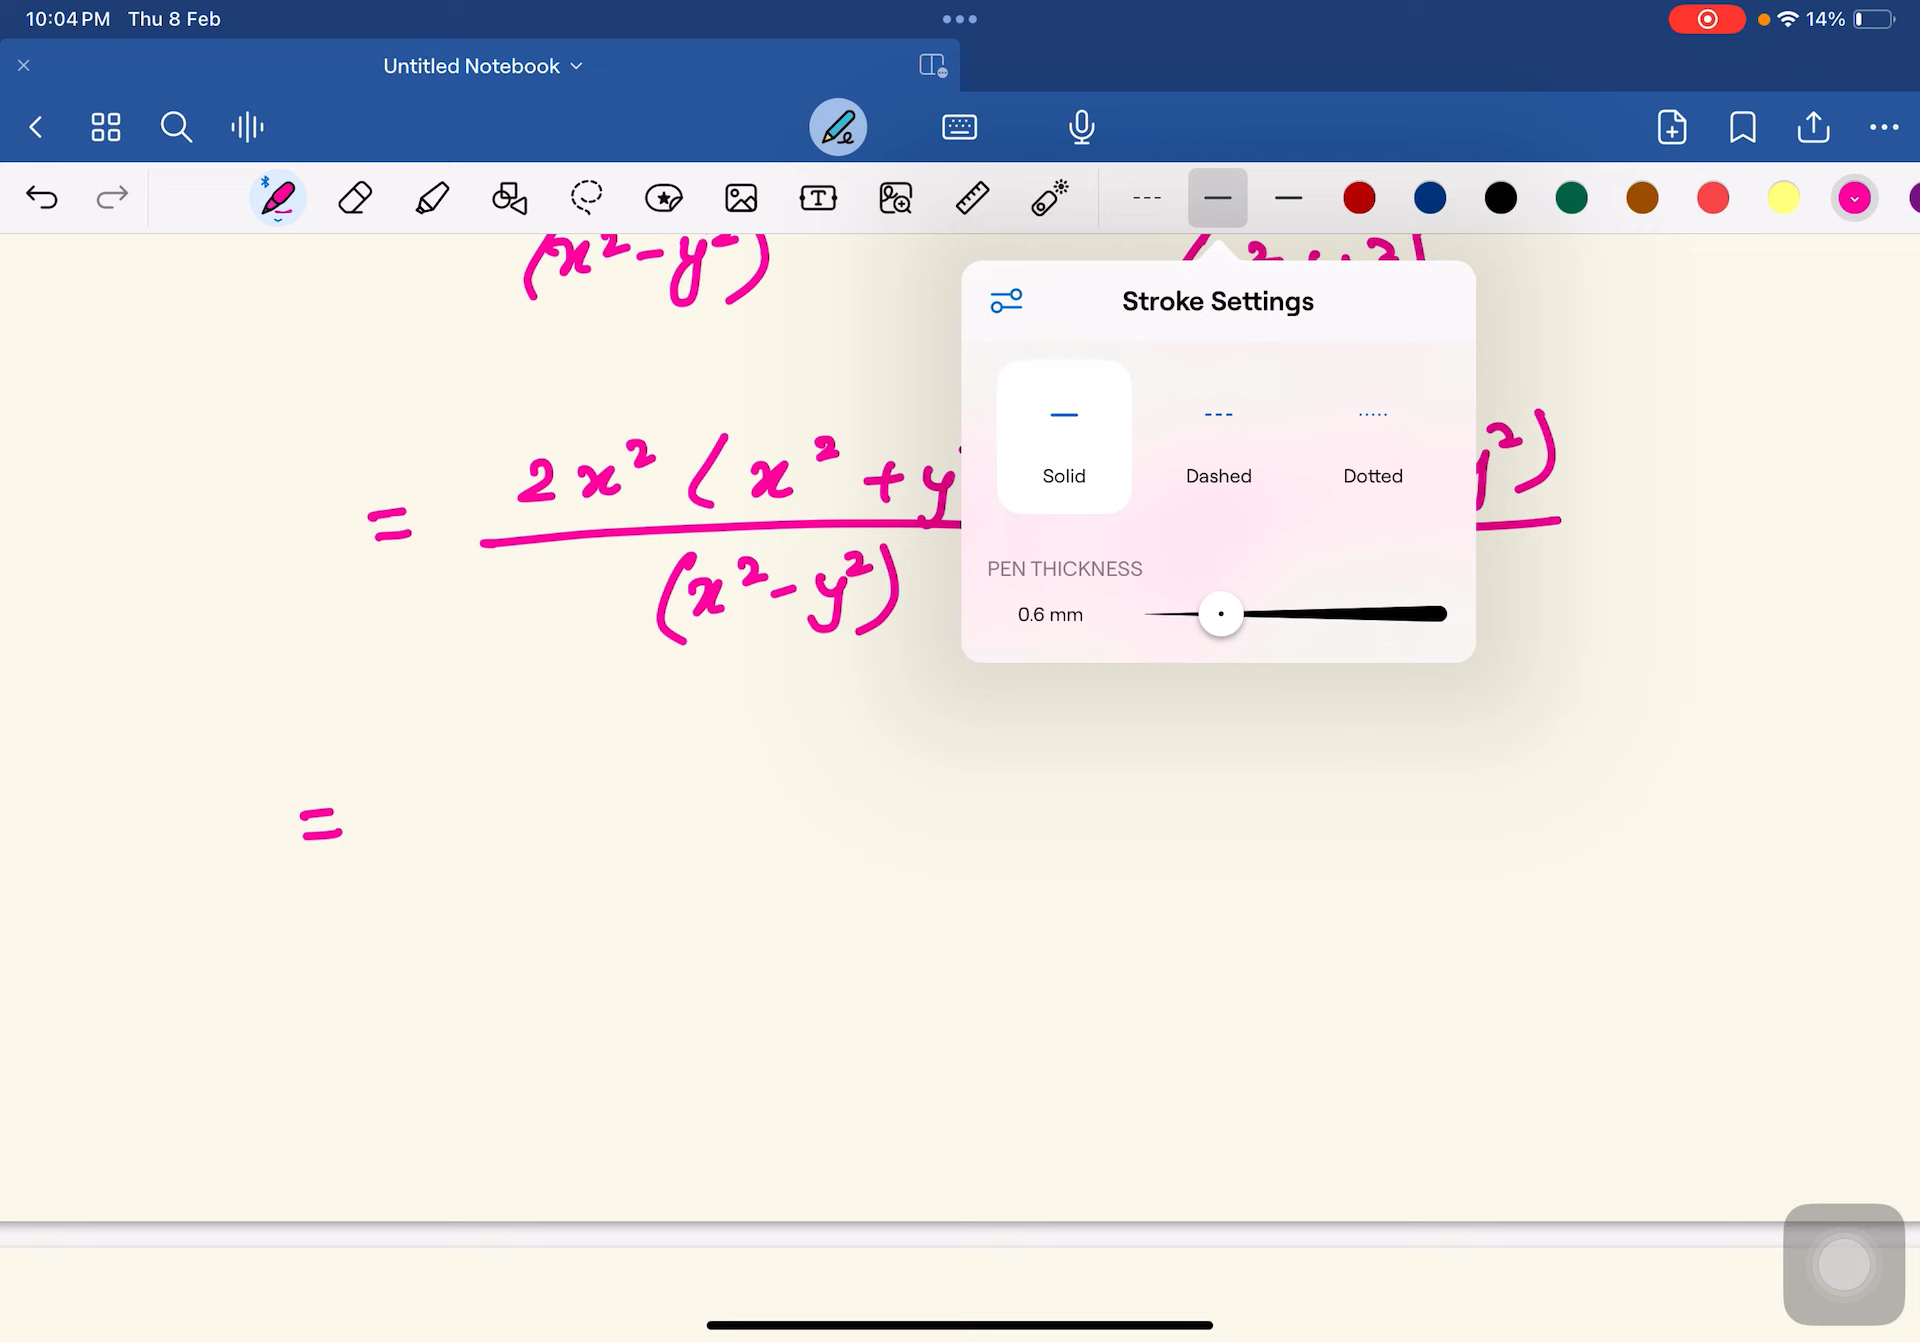 10:04 PM Thu 8 Feb 14%
Untitled Notebook
(x²-y²)
Stroke Settings
Solid Dashed Dotted
= 2x²(x²+y y²)
(x²-y²)
PEN THICKNESS
0.6 mm
=